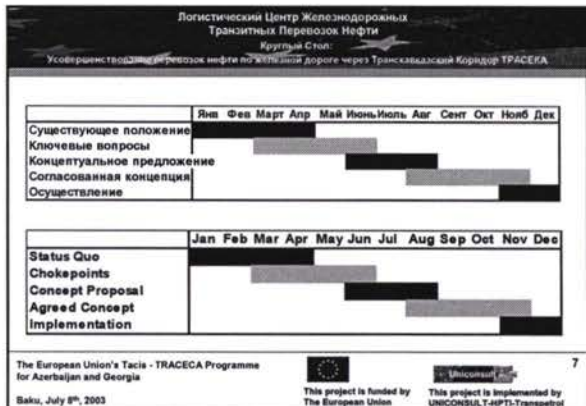 Логистический Центр Железнодорожных
Транзитных Перевозок Нефти
Круглый Стол:
Усовершенствование перевозок нефти по железной дороге через Транскавказский Коридор ТРАСЕКА
Янв Фев Март Апр Май Июнь Июль Авг Сент Окт Нояб Дек
Существующее положение
Ключевые вопросы
Концептуальное предложение
Согласованная концепция
Осуществление
Jan Feb Mar Apr May Jun Jul Aug Sep Oct Nov Dec
Status Quo
Chokepoints
Concept Proposal
Agreed Concept
Implementation
The European Union's Tacis - TRACECA Programme
for Azerbaijan and Georgia
Baku, July 8th, 2003
This project is funded by
The European Union
Uniconsult
This project is implemented by
UNICONSULT-HPTI-Transpetrol
7